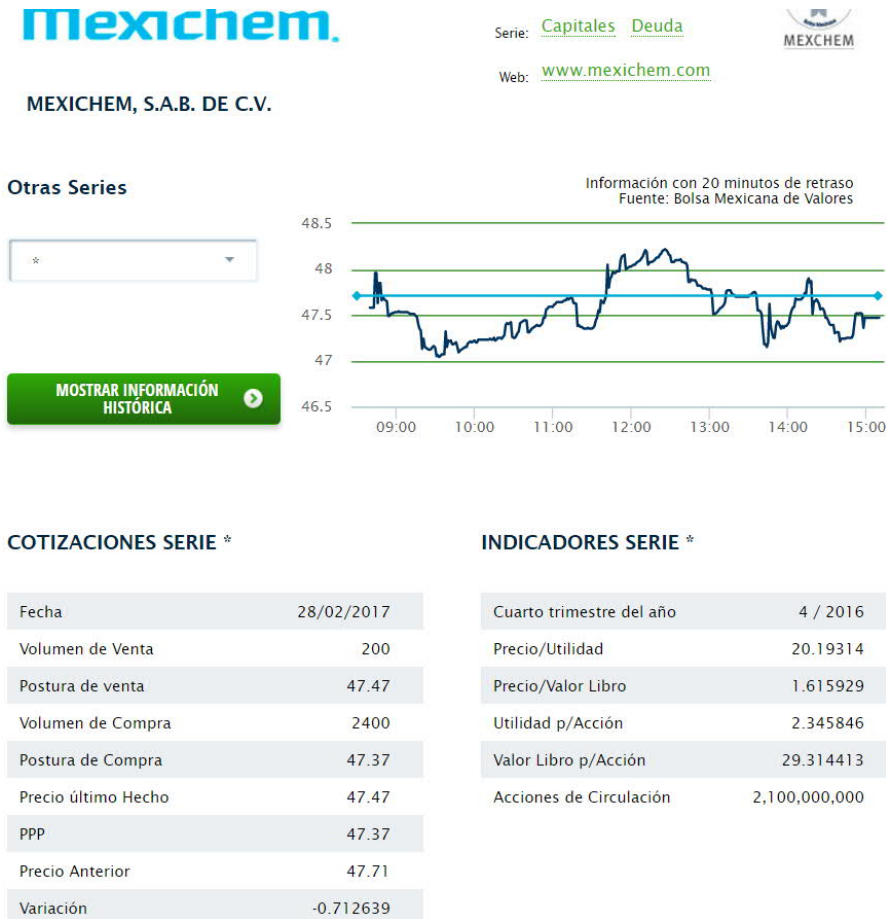 mexichem.
Serie: Capitales Deuda
MEXCHEM
Web: www.mexichem.com
MEXICHEM, S.A.B. DE C.V.
Otras Series
*
MOSTRAR INFORMACIÓN
HISTÓRICA
Información con 20 minutos de retraso
Fuente: Bolsa Mexicana de Valores
48.5
48
47.5
47
46.5
09:00 10:00 11:00 12:00 13:00 14:00 15:00
COTIZACIONES SERIE *
Fecha 28/02/2017
Volumen de Venta 200
Postura de venta 47.47
Volumen de Compra 2400
Postura de Compra 47.37
Precio último Hecho 47.47
PPP 47.37
Precio Anterior 47.71
Variación -0.712639
INDICADORES SERIE *
Cuarto trimestre del año 4 / 2016
Precio/Utilidad 20.19314
Precio/Valor Libro 1.615929
Utilidad p/Acción 2.345846
Valor Libro p/Acción 29.314413
Acciones de Circulación 2,100,000,000